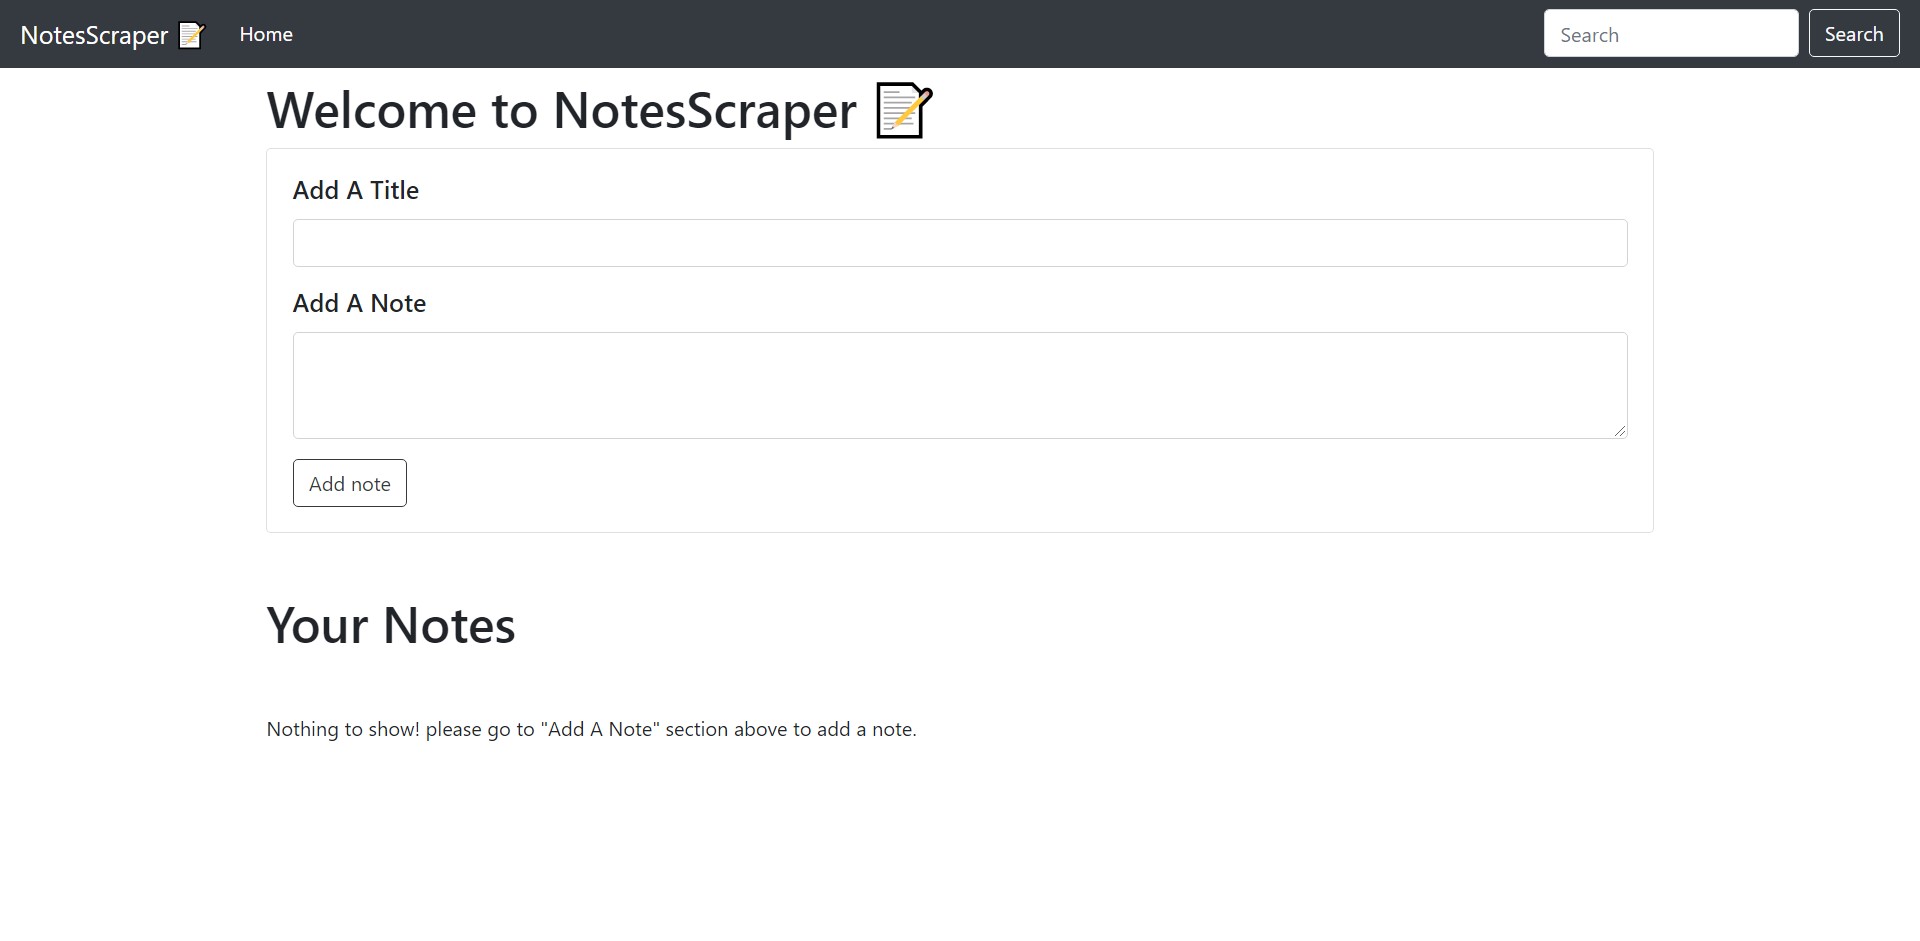 NotesScraper 📝 Home Search Search
Welcome to NotesScraper 📝
Add A Title
Add A Note
Add note
Your Notes
Nothing to show! please go to "Add A Note" section above to add a note.